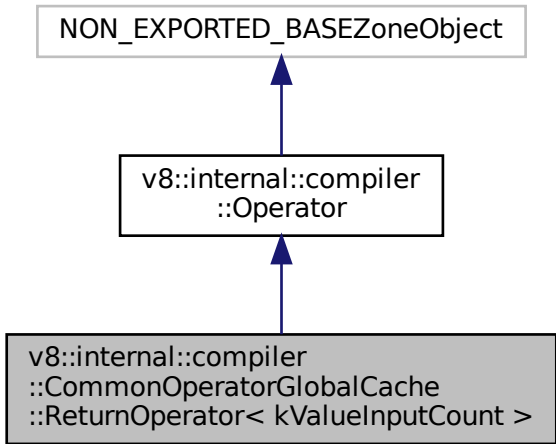 NON_EXPORTED_BASEZoneObject
v8::internal::compiler
::Operator
v8::internal::compiler
::CommonOperatorGlobalCache
::ReturnOperator< kValueInputCount >